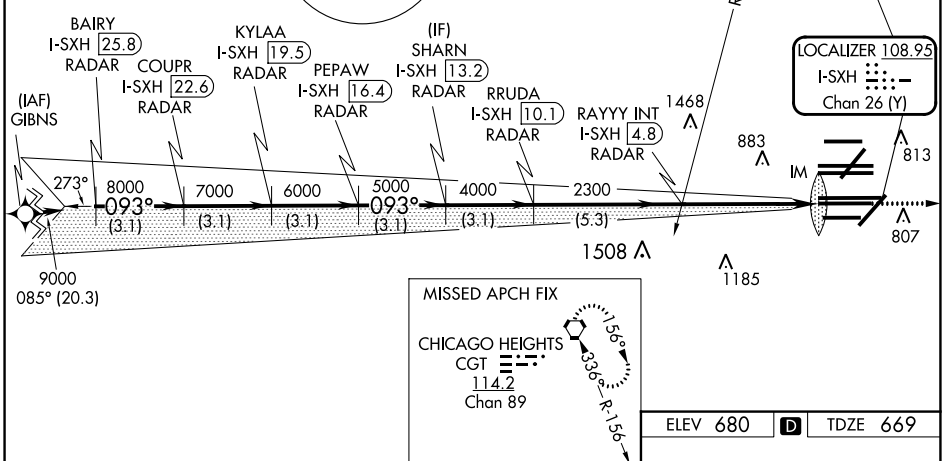 BAIRY
I-SXH 25.8
RADAR
COUPR
I-SXH 22.6
RADAR
KYLAA
I-SXH 19.5
RADAR
PEPAW
I-SXH 16.4
RADAR
(IF)
SHARN
I-SXH 13.2
RADAR
RRUDA
I-SXH 10.1
RADAR
RAYYY INT
I-SXH 4.8
RADAR
1468
R
LOCALIZER 108.95
I-SXH
Chan 26 (Y)
(IAF)
GIBNS
883
813
IM
273°
8000
7000
6000
5000
4000
2300
093°
093°
(3.1)
(3.1)
(3.1)
(3.1)
(3.1)
(5.3)
807
9000
085° (20.3)
1508
1185
MISSED APCH FIX
CHICAGO HEIGHTS
CGT
114.2
Chan 89
156°
336°
R-156
ELEV 680 D TDZE 669